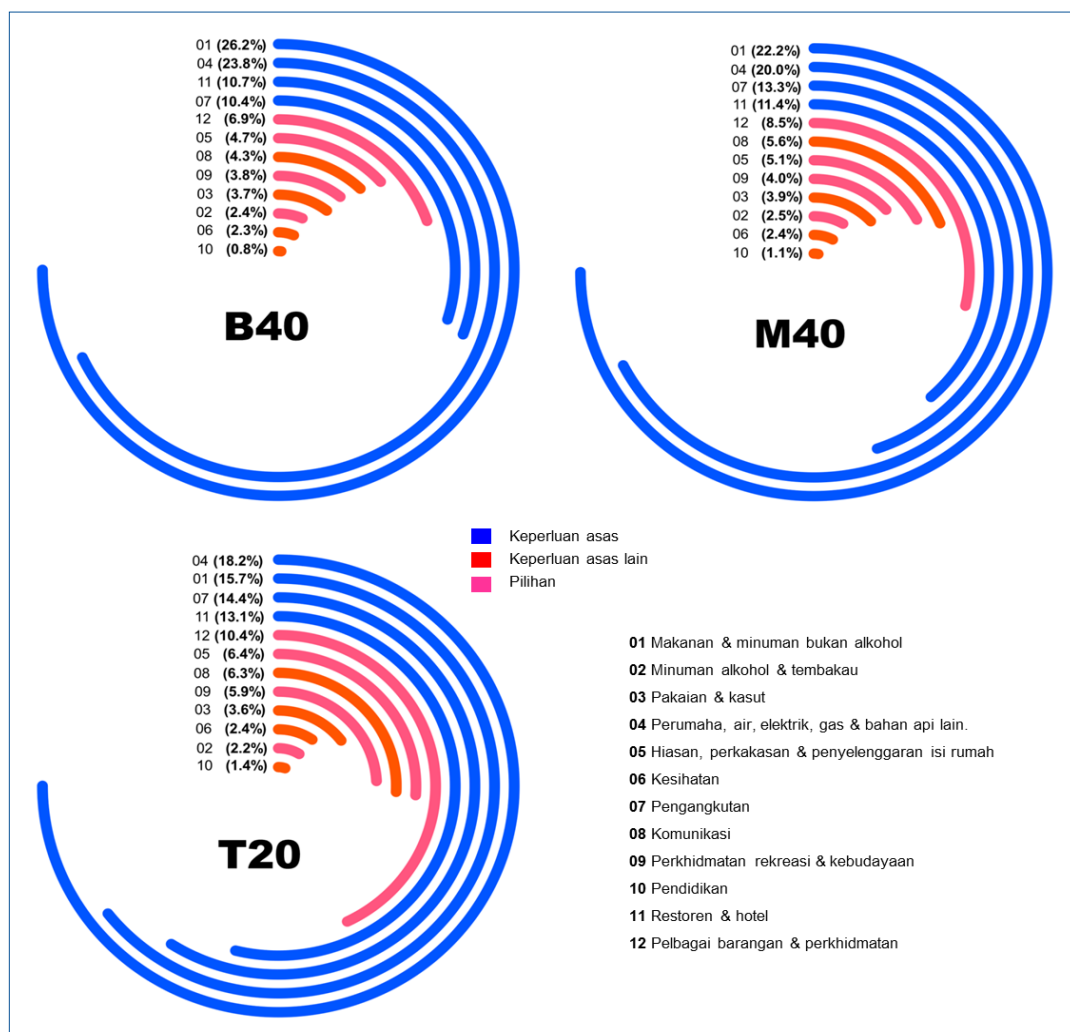 01 (26.2%)
04 (23.8%)
11 (10.7%)
07 (10.4%)
12 (6.9%)
05 (4.7%)
08 (4.3%)
09 (3.8%)
03 (3.7%)
02 (2.4%)
06 (2.3%)
10 (0.8%)
B40
01 (22.2%)
04 (20.0%)
07 (13.3%)
11 (11.4%)
12 (8.5%)
08 (5.6%)
05 (5.1%)
09 (4.0%)
03 (3.9%)
02 (2.5%)
06 (2.4%)
10 (1.1%)
M40
04 (18.2%)
01 (15.7%)
07 (14.4%)
11 (13.1%)
12 (10.4%)
05 (6.4%)
08 (6.3%)
09 (5.9%)
03 (3.6%)
06 (2.4%)
02 (2.2%)
10 (1.4%)
T20
Keperluan asas
Keperluan asas lain
Pilihan
01 Makanan & minuman bukan alkohol
02 Minuman alkohol & tembakau
03 Pakaian & kasut
04 Perumaha, air, elektrik, gas & bahan api lain.
05 Hiasan, perkakasan & penyelenggaran isi rumah
06 Kesihatan
07 Pengangkutan
08 Komunikasi
09 Perkhidmatan rekreasi & kebudayaan
10 Pendidikan
11 Restoren & hotel
12 Pelbagai barangan & perkhidmatan